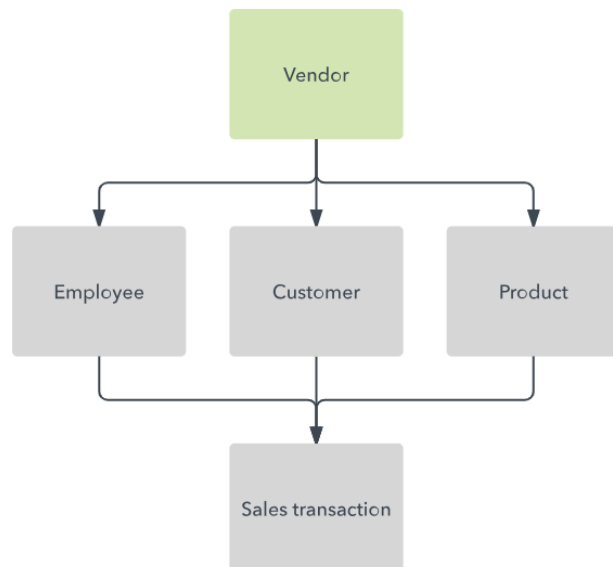 Vendor
Employee
Customer
Product
Sales transaction